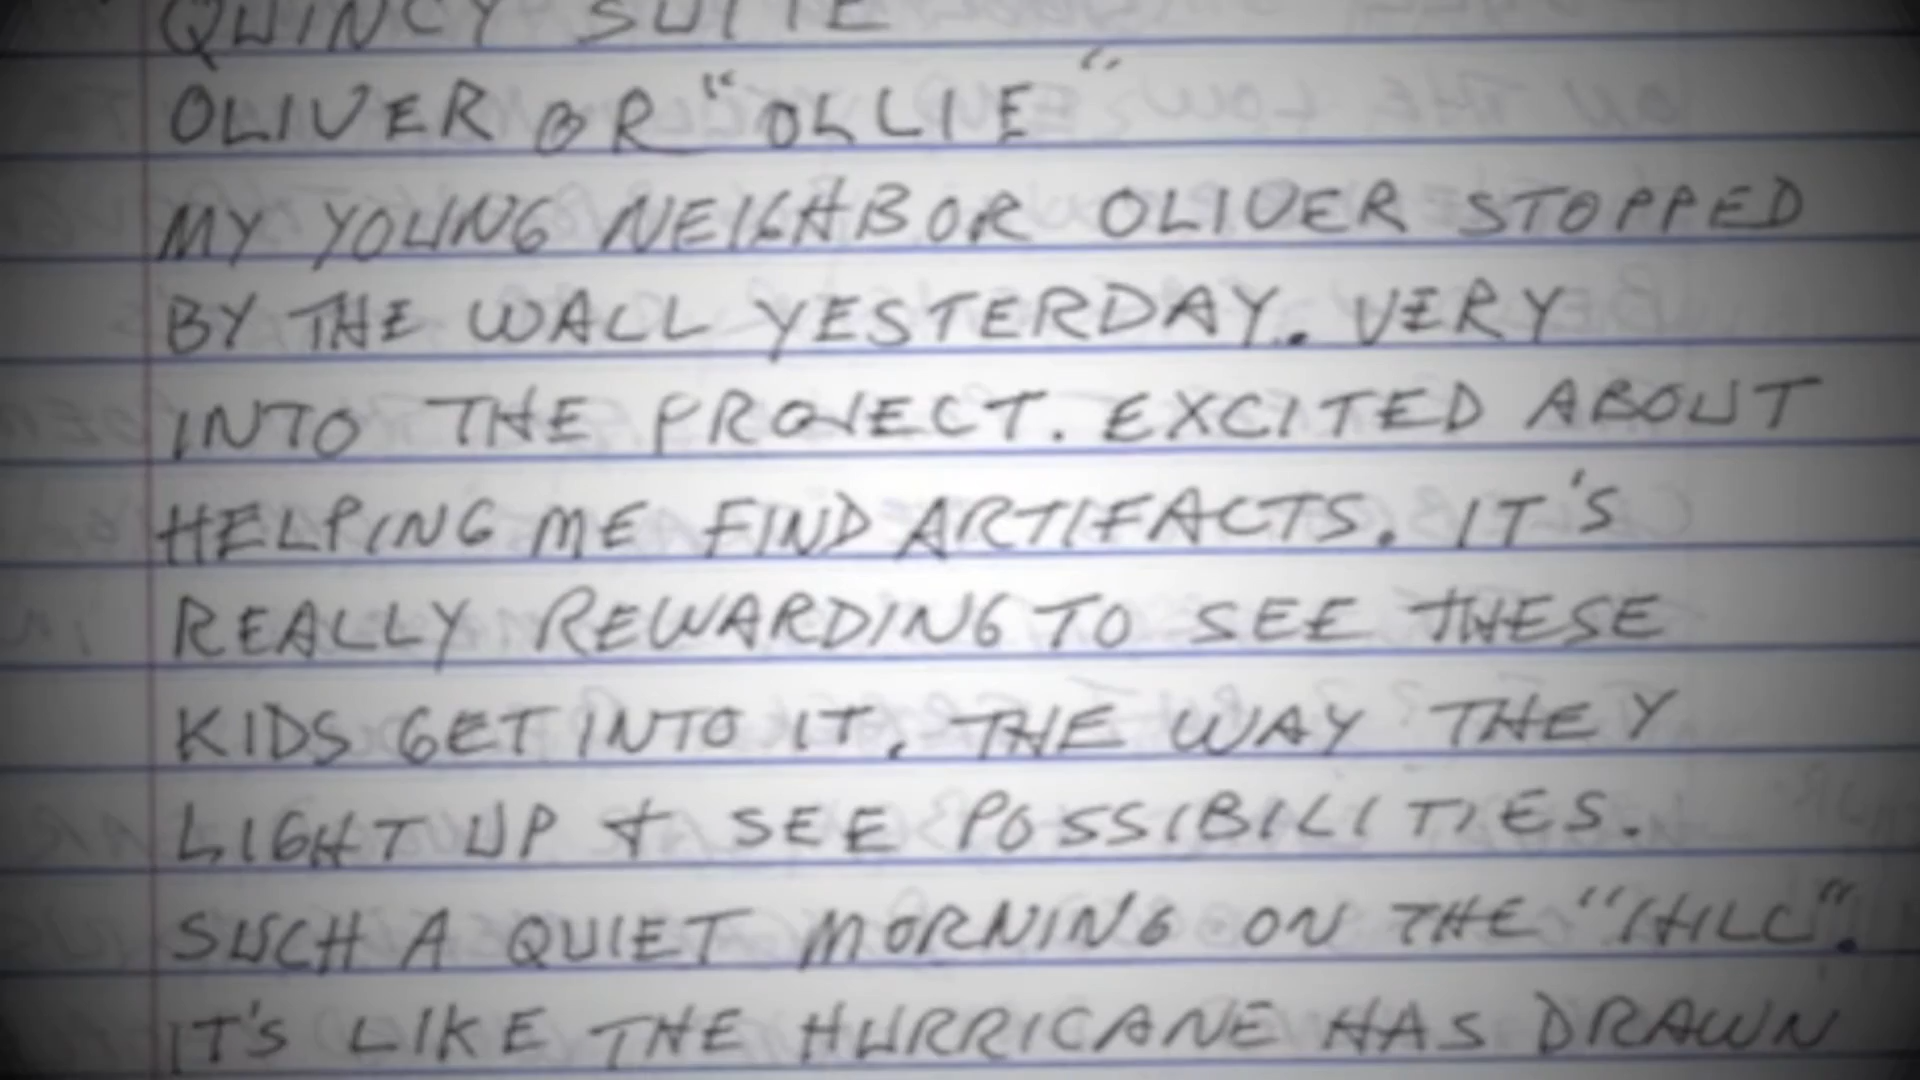 QUINCY SUITE
OLIVER OR "OLLIE"
MY YOUNG NEIGHBOR OLIVER STOPPED
BY THE WALL YESTERDAY. VERY
INTO THE PROJECT. EXCITED ABOUT
HELPING ME FIND ARTIFACTS. IT'S
REALLY REWARDING TO SEE THESE
KIDS GET INTO IT. THE WAY THEY
LIGHT UP & SEE POSSIBILITIES.
SUCH A QUIET MORNING ON THE "HILL".
IT'S LIKE THE HURRICANE HAS DRAWN